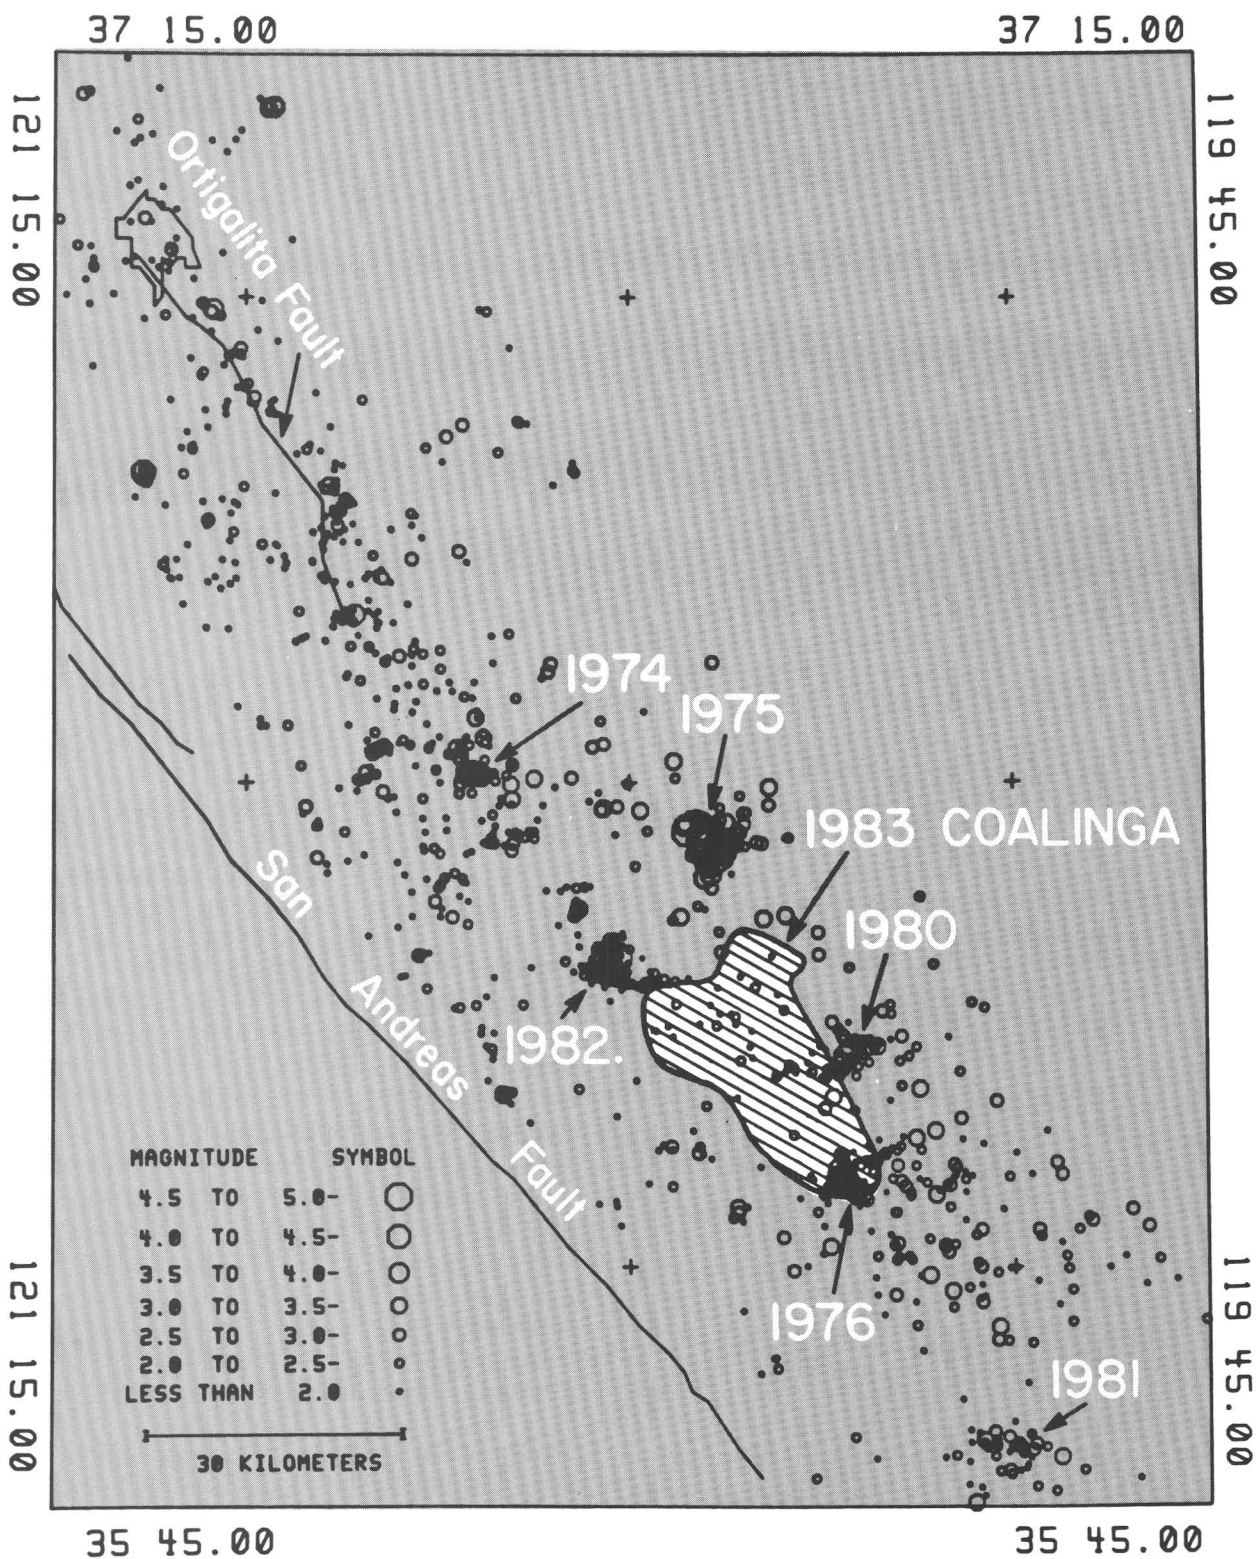 37 15.00
37 15.00
121 15.00
119 45.00
Ortigalita Fault
1974
1975
1983 COALINGA
1980
1982.
San Andreas Fault
MAGNITUDE SYMBOL
4.5 TO 5.0-
4.0 TO 4.5-
3.5 TO 4.0-
3.0 TO 3.5-
2.5 TO 3.0-
2.0 TO 2.5-
LESS THAN 2.0
30 KILOMETERS
1976
1981
121 15.00
119 45.00
35 45.00
35 45.00